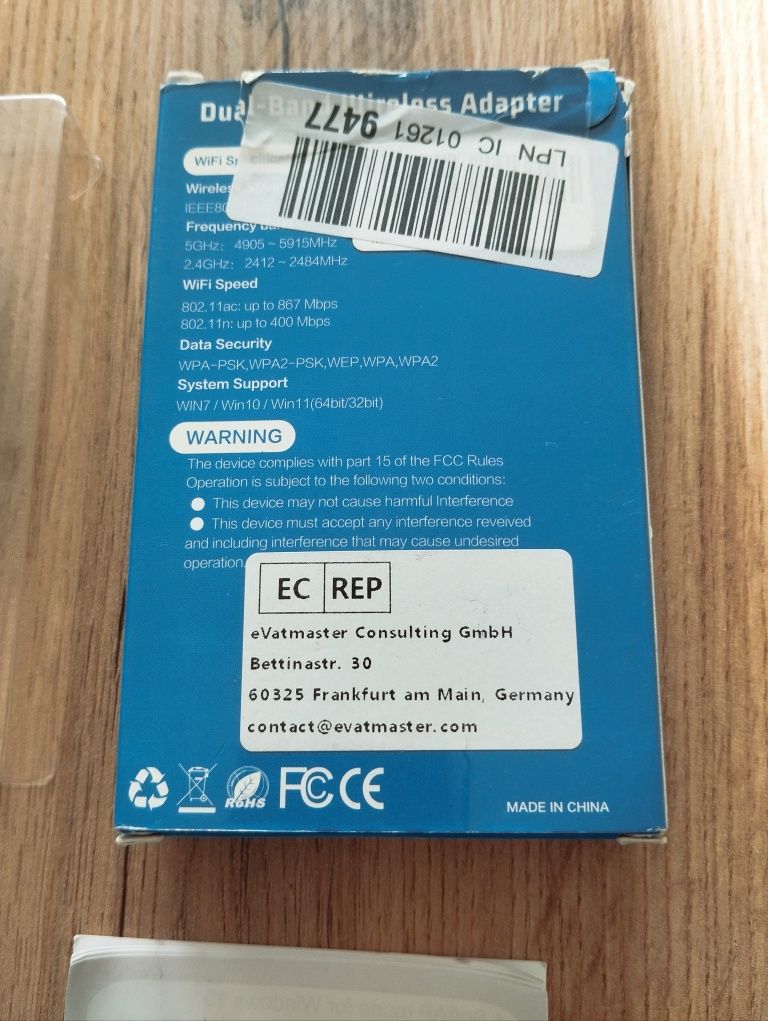 Dual-Band Wireless Adapter
LPN IC 01261 9477
WiFi Sp
Wireles
IEEE80
Frequency
5GHz: 4905 ~ 5915MHz
2.4GHz: 2412 ~ 2484MHz
WiFi Speed
802.11ac: up to 867 Mbps
802.11n: up to 400 Mbps
Data Security
WPA-PSK,WPA2-PSK,WEP,WPA,WPA2
System Support
WIN7 / Win10 / Win11(64bit/32bit)
WARNING
The device complies with part 15 of the FCC Rules
Operation is subject to the following two conditions:
● This device may not cause harmful Interference
● This device must accept any interference reveived
and including interference that may cause undesired
operation.
EC REP
eVatmaster Consulting GmbH
Bettinastr. 30
60325 Frankfurt am Main, Germany
contact@evatmaster.com
RoHS FC CE
MADE IN CHINA